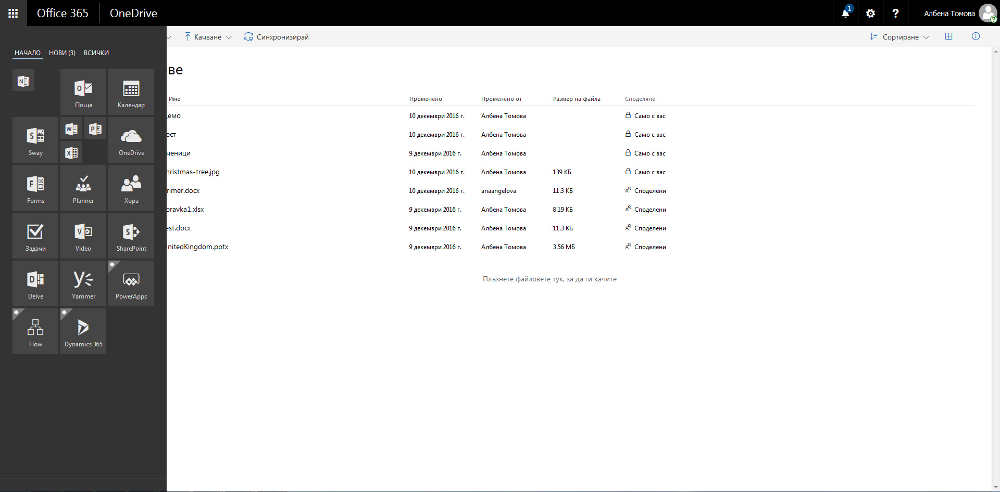 Office 365 OneDrive 1 ? Албена Томова
Качване Синхронизирай Сортиране
НАЧАЛО НОВИ (3) ВСИЧКИ
Поща Календар
Sway OneDrive
Forms Planner Хора
Задачи Video SharePoint
Delve Yammer PowerApps
Flow Dynamics 365
ове
Име Променено Променено от Размер на файла Споделяне
емо 10 декември 2016 г. Албена Томова Само с вас
ест 10 декември 2016 г. Албена Томова Само с вас
ченици 9 декември 2016 г. Албена Томова Само с вас
hristmas-tree.jpg 10 декември 2016 г. Албена Томова 139 КБ Само с вас
rimer.docx 10 декември 2016 г. anaangelova 11.3 КБ Споделени
pravka1.xlsx 9 декември 2016 г. Албена Томова 8.19 КБ Споделени
est.docx 9 декември 2016 г. Албена Томова 11.3 КБ Споделени
UnitedKingdom.pptx 9 декември 2016 г. Албена Томова 3.56 МБ Споделени
Плъзнете файловете тук, за да ги качите